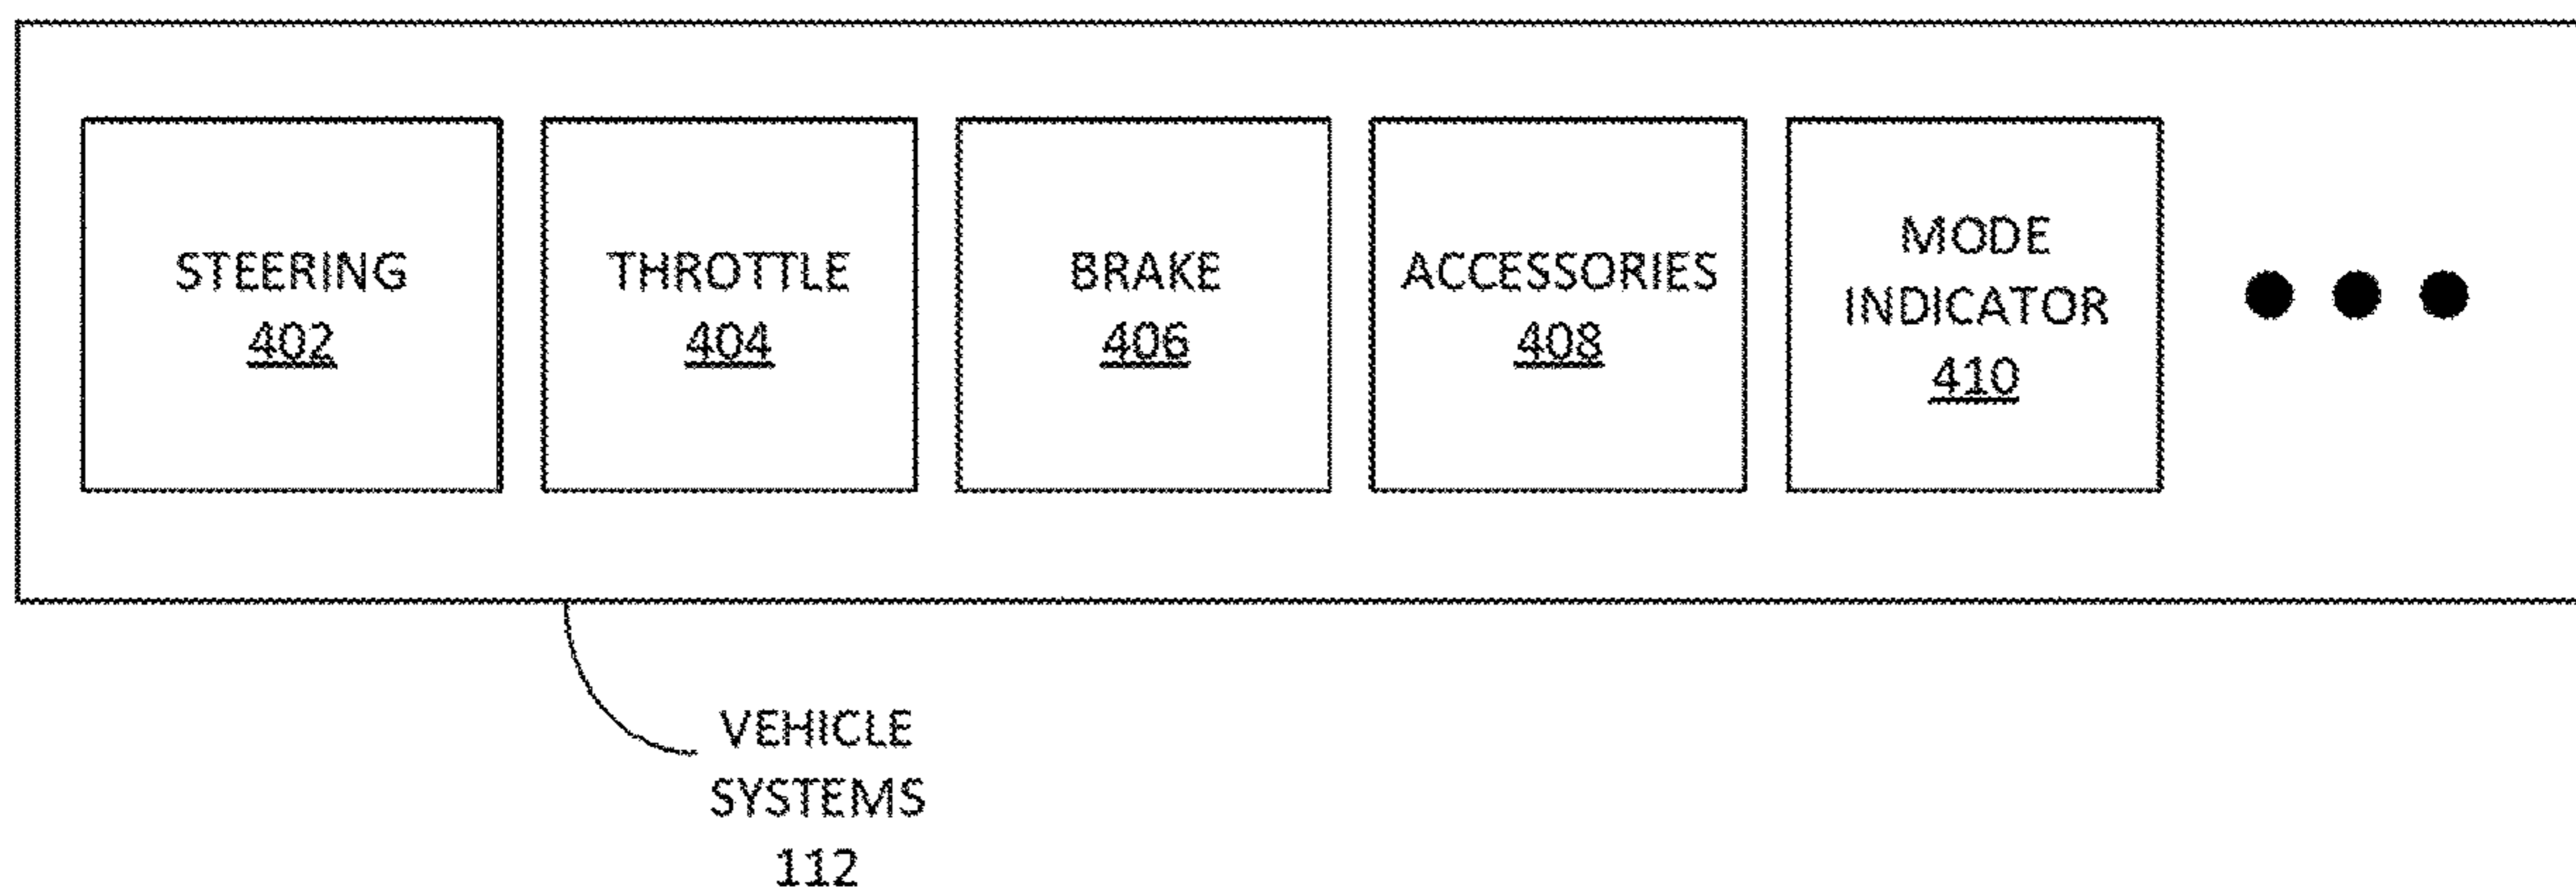 STEERING
402
THROTTLE
404
BRAKE
406
ACCESSORIES
408
MODE
INDICATOR
410
VEHICLE
SYSTEMS
112